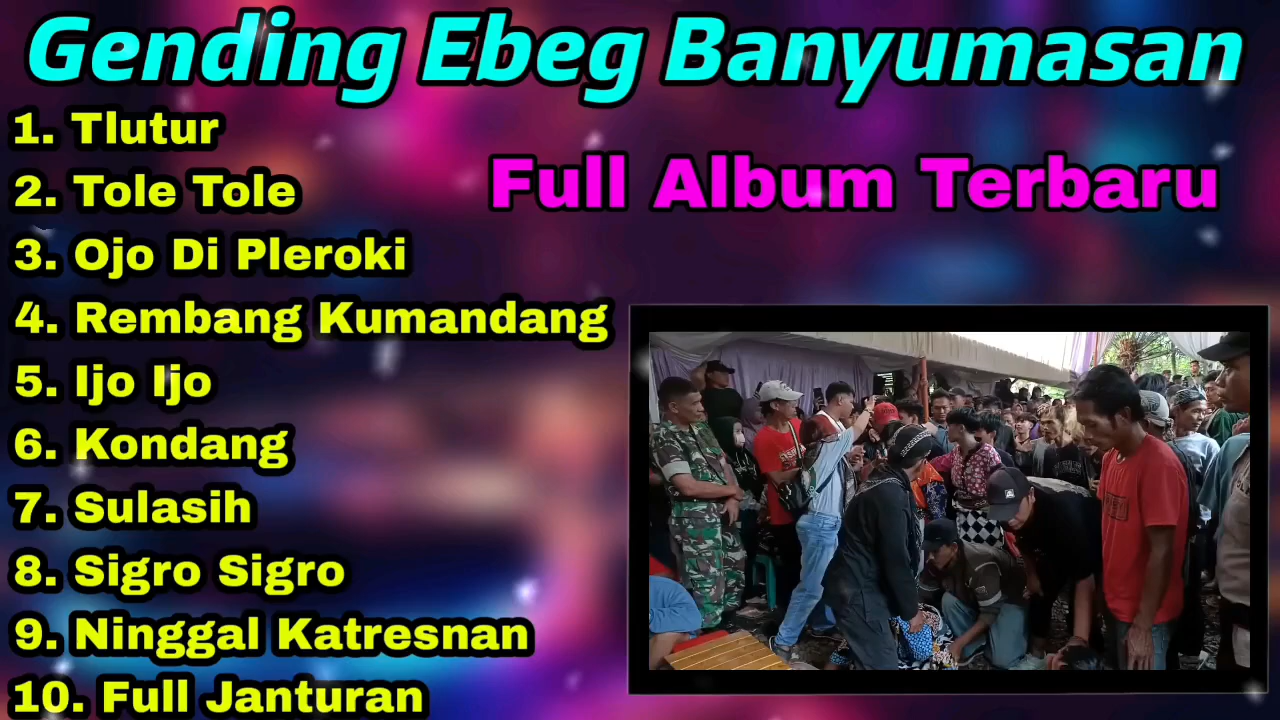 Gending Ebeg Banyumasan
Full Album Terbaru
1. Tlutur
2. Tole Tole
3. Ojo Di Pleroki
4. Rembang Kumandang
5. Ijo Ijo
6. Kondang
7. Sulasih
8. Sigro Sigro
9. Ninggal Katresnan
10. Full Janturan